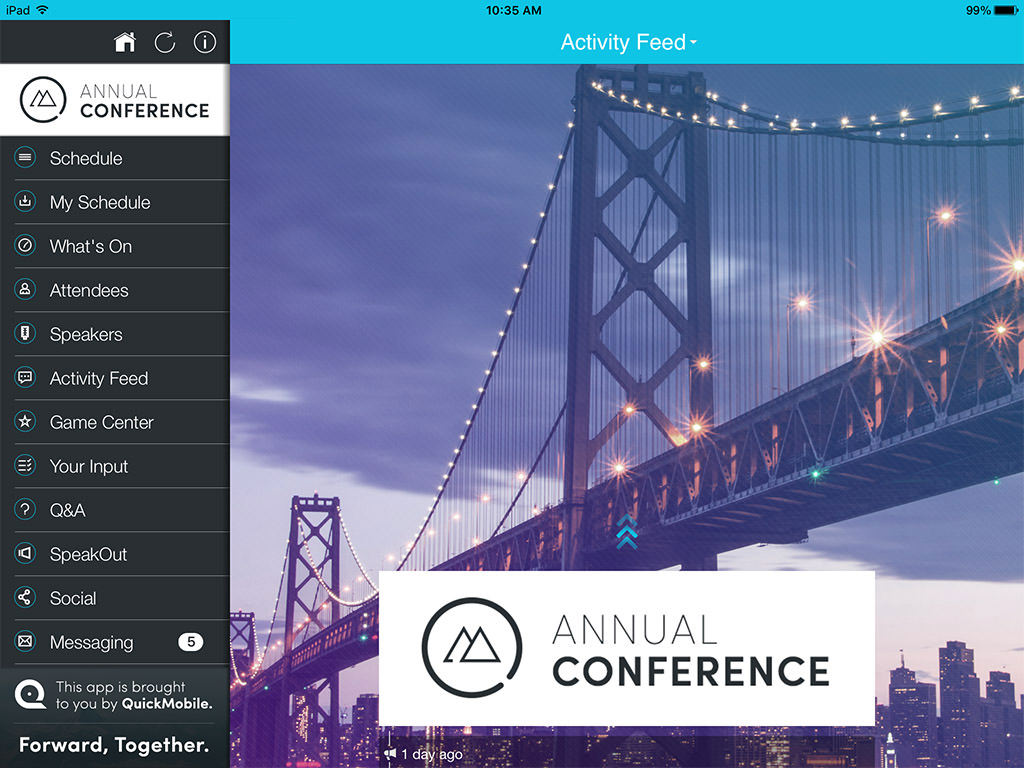 iPad 10:35 AM 99%
Activity Feed
ANNUAL
CONFERENCE
Schedule
My Schedule
What's On
Attendees
Speakers
Activity Feed
Game Center
Your Input
Q&A
SpeakOut
Social
Messaging 5
This app is brought
to you by QuickMobile.
Forward, Together.
ANNUAL
CONFERENCE
1 day ago